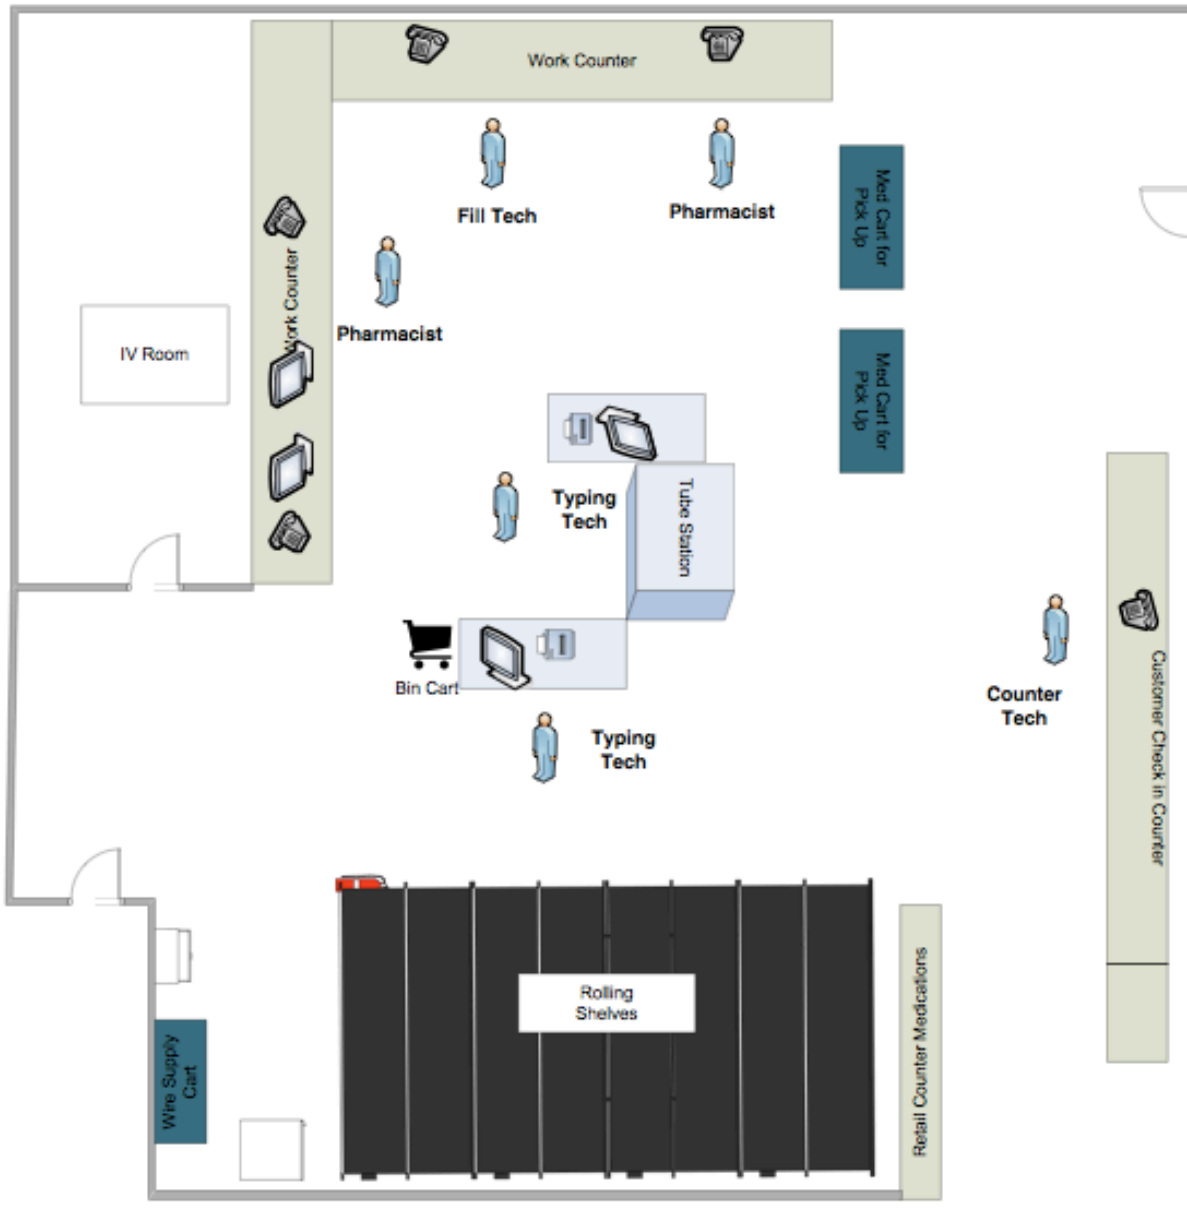 Work Counter
Fill Tech
Pharmacist
Med Cart for
Pick Up
Work Counter
Pharmacist
IV Room
Med Cart for
Pick Up
Typing
Tech
Tube Station
Bin Cart
Typing
Tech
Counter
Tech
Customer Check in Counter
Rolling
Shelves
Retail Counter Medications
Wire Supply
Cart